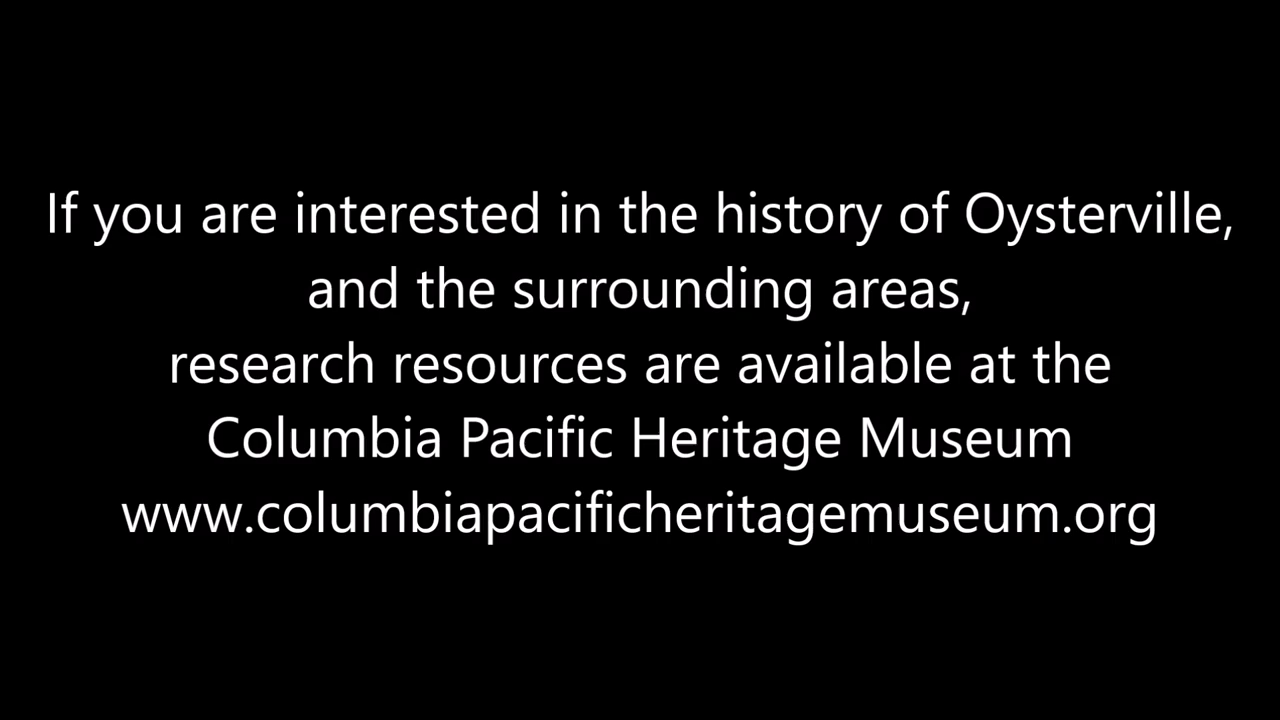 If you are interested in the history of Oysterville,
and the surrounding areas,
research resources are available at the
Columbia Pacific Heritage Museum
www.columbiapacificheritagemuseum.org